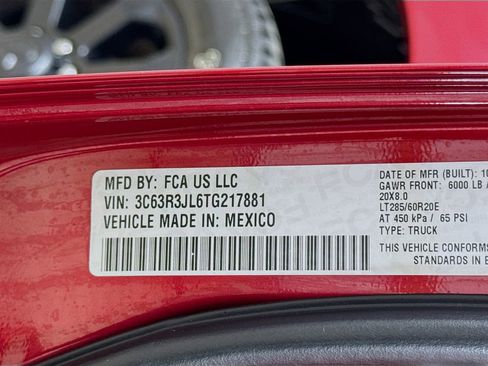 MFD BY: FCA US LLC
VIN: 3C63R3JL6TG217881
VEHICLE MADE IN: MEXICO
DATE OF MFR (BUILT): 10
GAWR FRONT: 6000 LB
20X8.0
LT285/60R20E
AT 450 kPa / 65 PSI
TYPE: TRUCK
THIS VEHICLE CONFORMS
STANDARDS IN